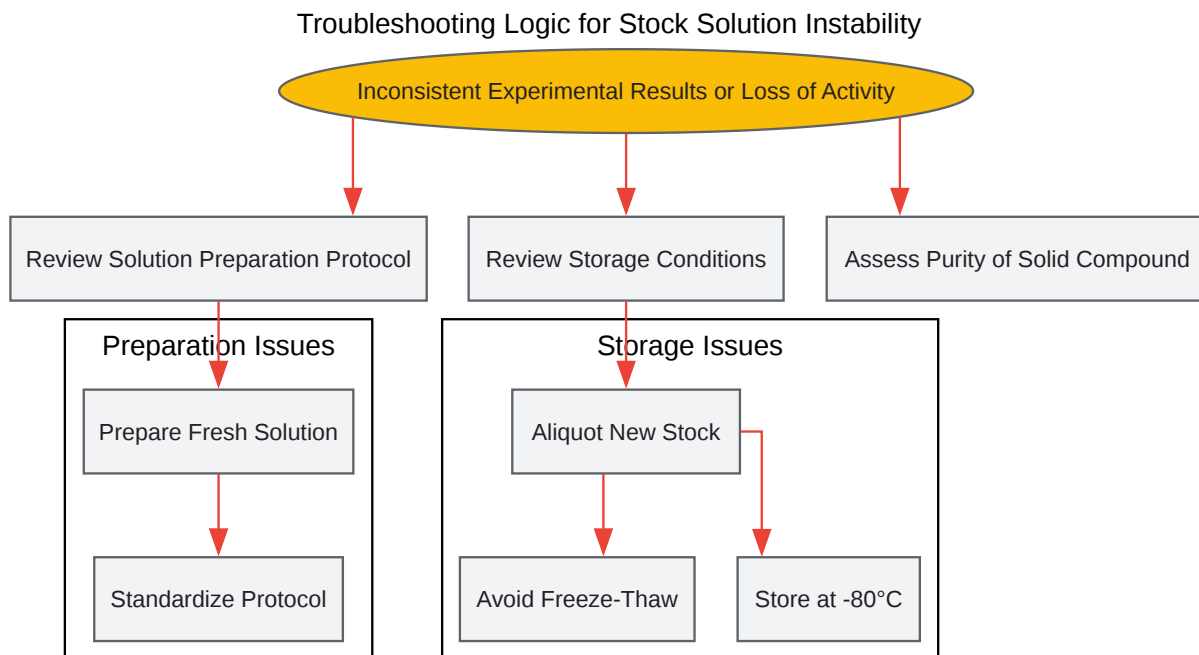 Troubleshooting Logic for Stock Solution Instability
Inconsistent Experimental Results or Loss of Activity
Review Solution Preparation Protocol
Review Storage Conditions
Assess Purity of Solid Compound
Preparation Issues
Storage Issues
Prepare Fresh Solution
Aliquot New Stock
Standardize Protocol
Avoid Freeze-Thaw
Store at -80°C